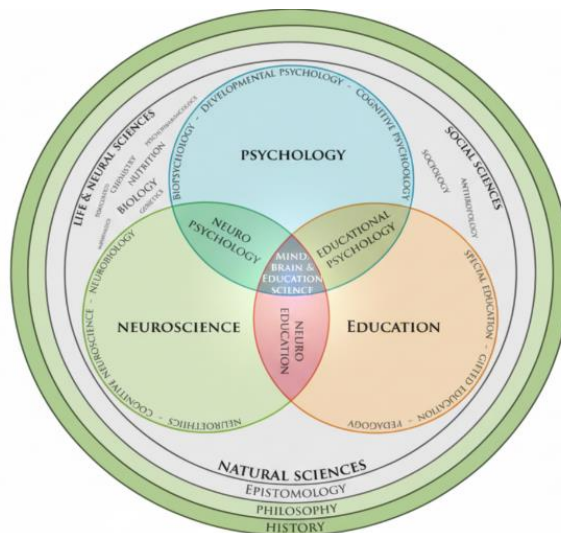 BIOPSYCHOLOGY - DEVELOPMENTAL PSYCHOLOGY - COGNITIVE PSYCHOLOGY
PSYCHOLOGY
LIFE & NEURAL SCIENCES
CHEMISTRY
NUTRITION
BIOLOGY
GENETICS
SOCIAL SCIENCES
SOCIOLOGY
ANTHROPOLOGY
NEURO
PSYCHOLOGY
EDUCATIONAL
PSYCHOLOGY
MIND,
BRAIN &
EDUCATION
SCIENCE
NEUROSCIENCE
NEUROETHICS - COGNITIVE NEUROSCIENCE - NEUROBIOLOGY
NEURO
EDUCATION
EDUCATION
SPECIAL EDUCATION - GIFTED EDUCATION - PEDAGOGY
NATURAL SCIENCES
EPISTOMOLOGY
PHILOSOPHY
HISTORY